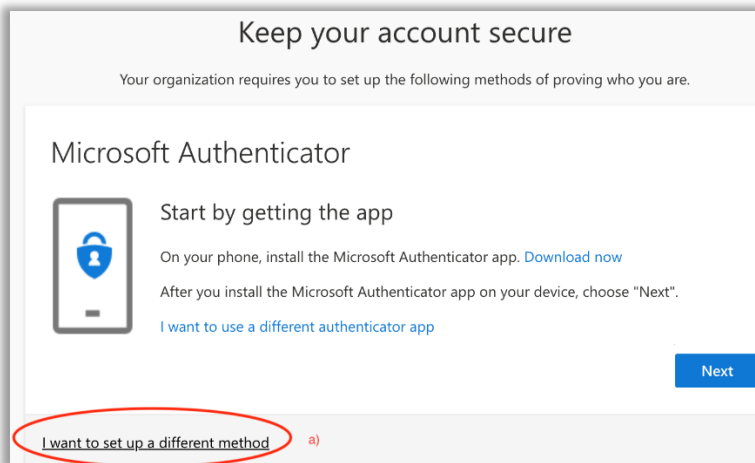 Keep your account secure
Your organization requires you to set up the following methods of proving who you are.
Microsoft Authenticator
Start by getting the app
On your phone, install the Microsoft Authenticator app. Download now
After you install the Microsoft Authenticator app on your device, choose "Next".
I want to use a different authenticator app
Next
I want to set up a different method a)